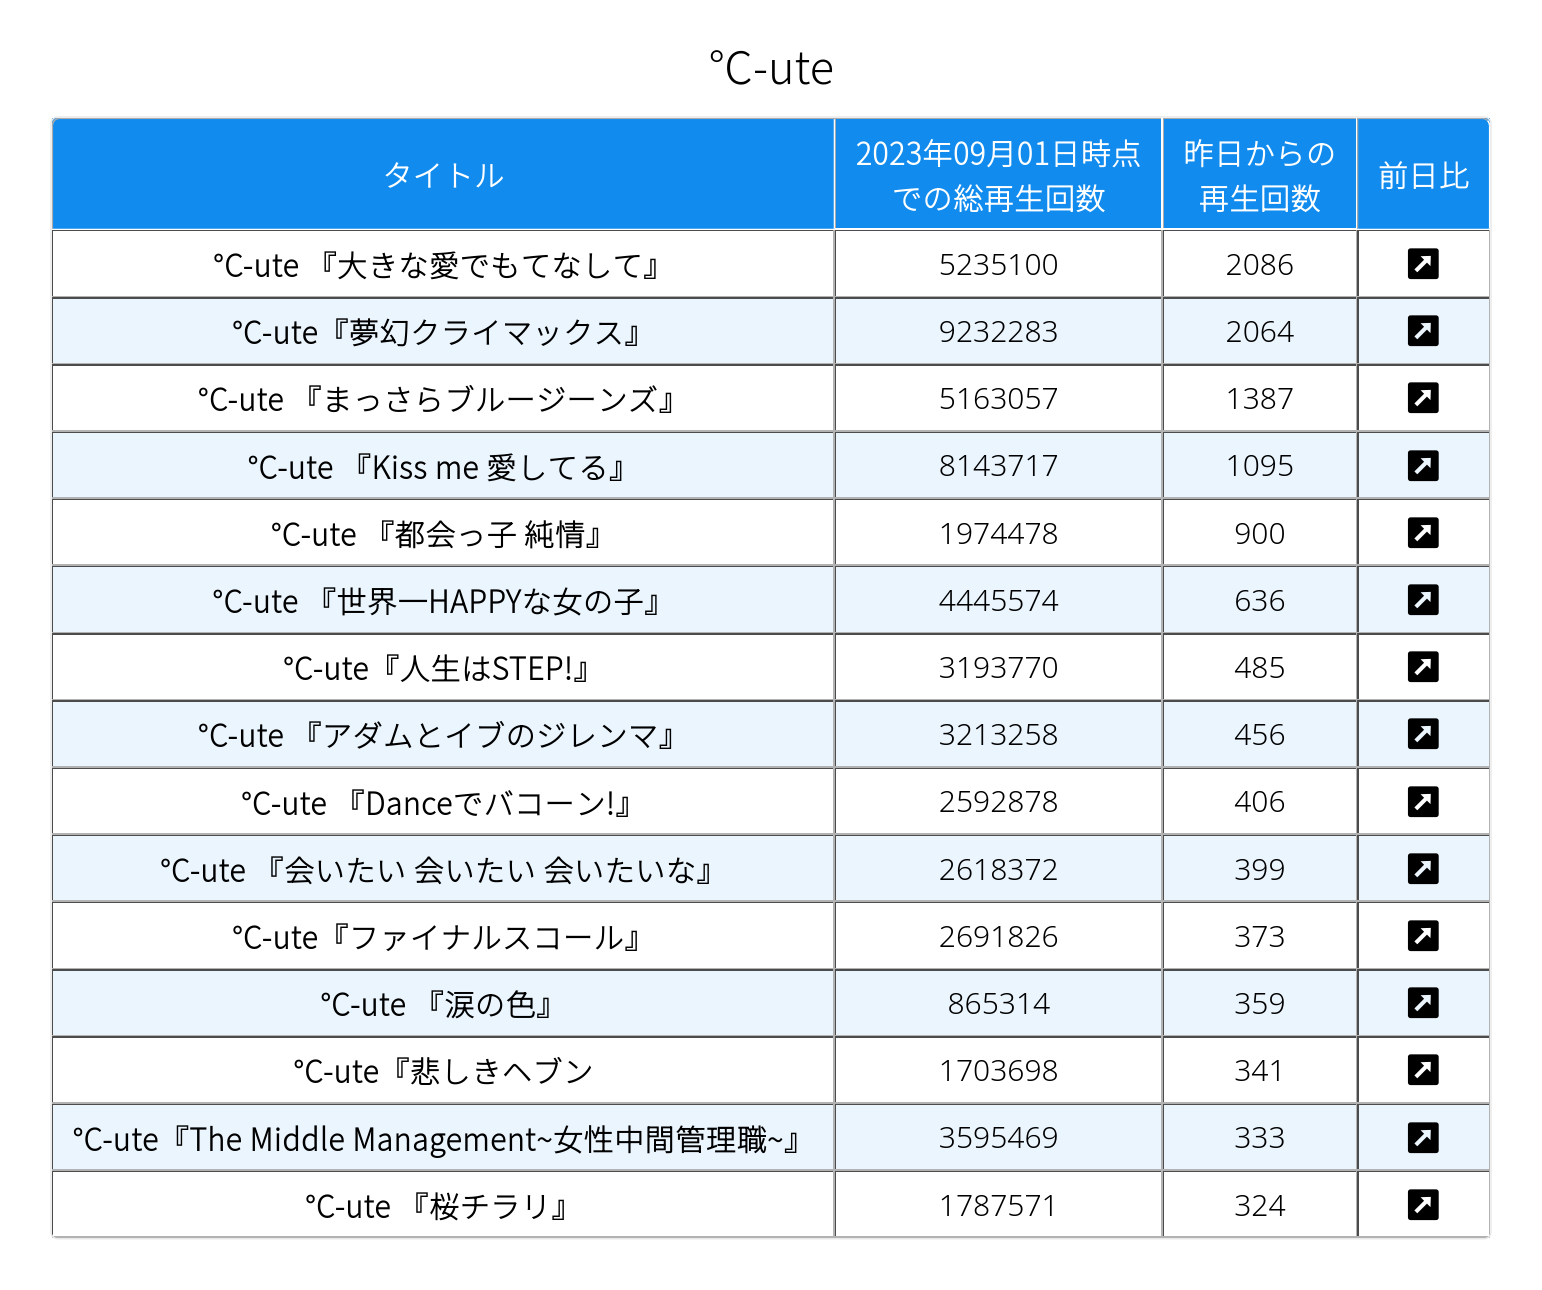 ℃-ute
タイトル
2023年09月01日時点
での総再生回数
昨日からの
再生回数
前日比
℃-ute 『大きな愛でもてなして』 5235100 2086
℃-ute『夢幻クライマックス』 9232283 2064
℃-ute 『まっさらブルージーンズ』 5163057 1387
℃-ute 『Kiss me 愛してる』 8143717 1095
℃-ute 『都会っ子 純情』 1974478 900
℃-ute 『世界一HAPPYな女の子』 4445574 636
℃-ute『人生はSTEP!』 3193770 485
℃-ute 『アダムとイブのジレンマ』 3213258 456
℃-ute 『Danceでバコーン!』 2592878 406
℃-ute 『会いたい 会いたい 会いたいな』 2618372 399
℃-ute『ファイナルスコール』 2691826 373
℃-ute 『涙の色』 865314 359
℃-ute『悲しきヘブン 1703698 341
℃-ute『The Middle Management~女性中間管理職~』 3595469 333
℃-ute 『桜チラリ』 1787571 324